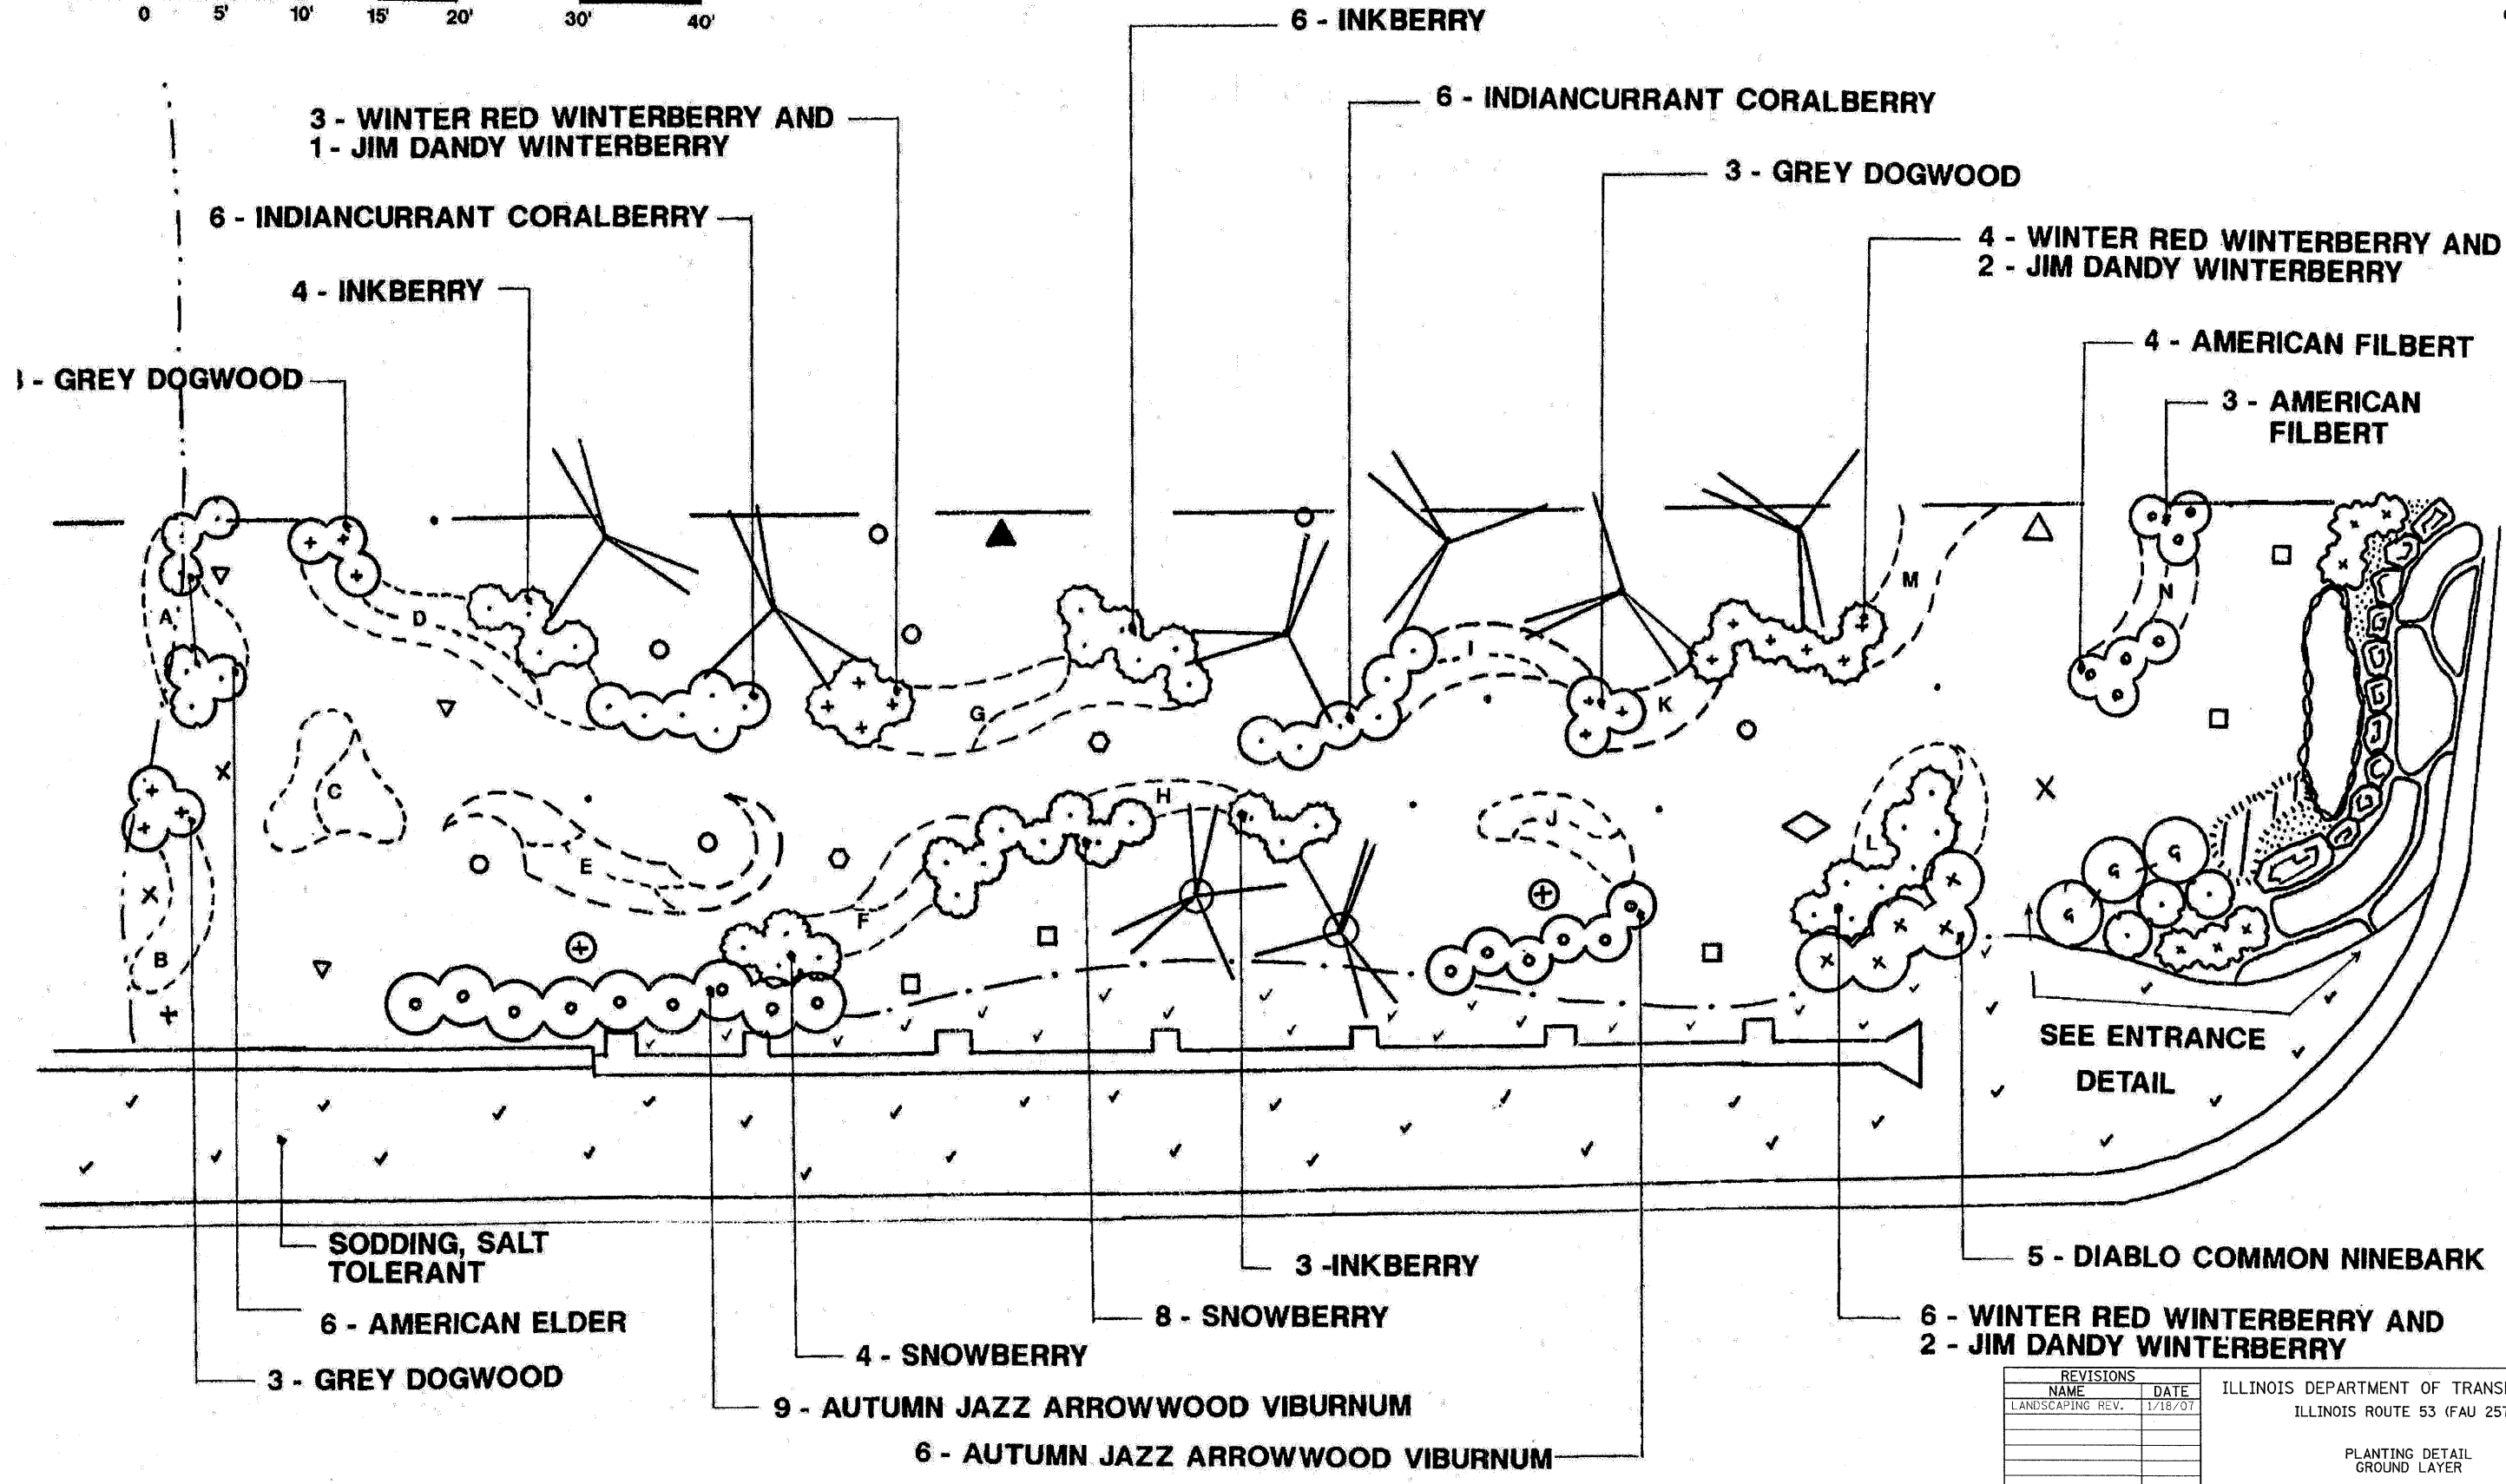 0 5' 10' 15' 20' 30' 40'
6 - INKBERRY
6 - INDIANCURRANT CORALBERRY
3 - WINTER RED WINTERBERRY AND
1 - JIM DANDY WINTERBERRY
3 - GREY DOGWOOD
6 - INDIANCURRANT CORALBERRY
4 - WINTER RED WINTERBERRY AND
2 - JIM DANDY WINTERBERRY
4 - INKBERRY
4 - AMERICAN FILBERT
- GREY DOGWOOD
3 - AMERICAN
FILBERT
A
D
M
N
I
G
K
C
H
E
J
L
F
B
G
G
G
SEE ENTRANCE
DETAIL
SODDING, SALT
TOLERANT
3 -INKBERRY
5 - DIABLO COMMON NINEBARK
6 - AMERICAN ELDER
8 - SNOWBERRY
6 - WINTER RED WINTERBERRY AND
2 - JIM DANDY WINTERBERRY
4 - SNOWBERRY
3 - GREY DOGWOOD
9 - AUTUMN JAZZ ARROWWOOD VIBURNUM
6 - AUTUMN JAZZ ARROWWOOD VIBURNUM
REVISIONS
NAME DATE
LANDSCAPING REV. 1/18/07
ILLINOIS DEPARTMENT OF TRANS
ILLINOIS ROUTE 53 (FAU 257
PLANTING DETAIL
GROUND LAYER